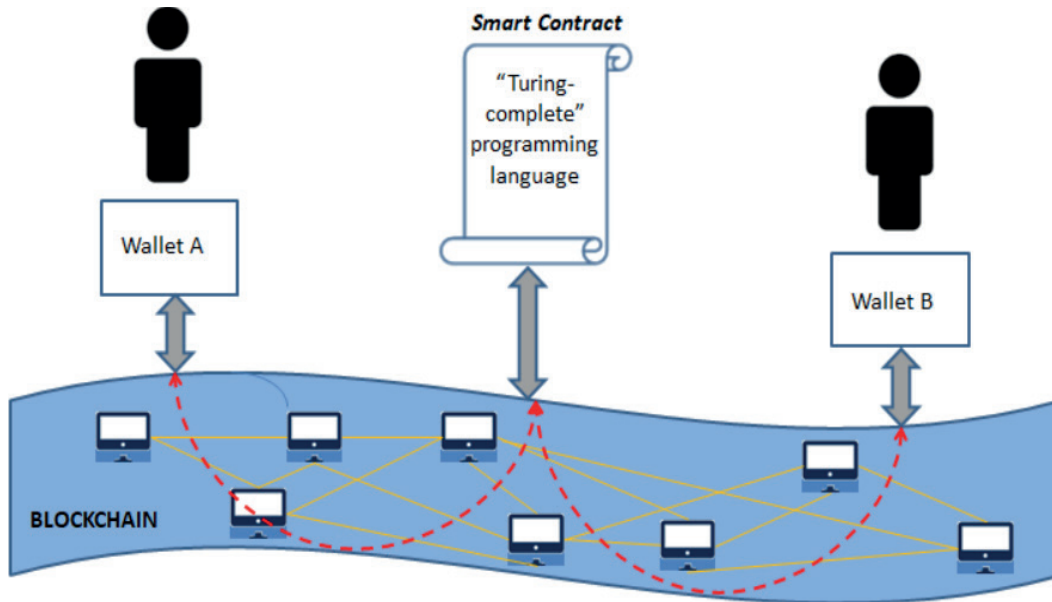 Smart Contract
“Turing-
complete”
programming
language
Wallet A
Wallet B
BLOCKCHAIN